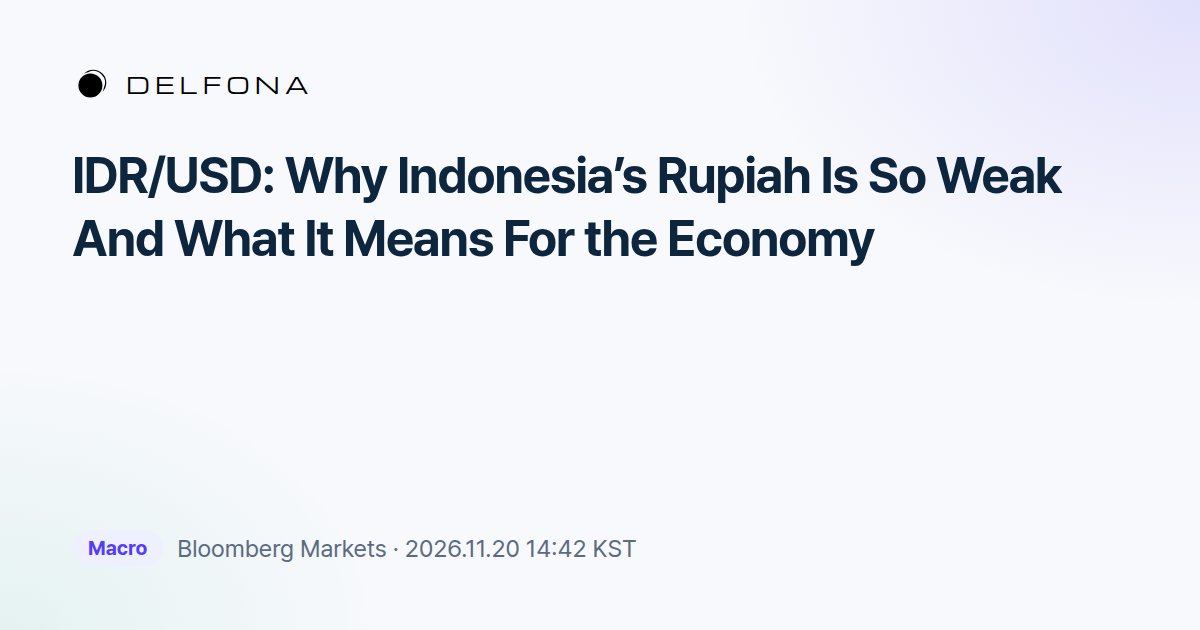 DELFONA
IDR/USD: Why Indonesia’s Rupiah Is So Weak
And What It Means For the Economy
Macro Bloomberg Markets · 2026.11.20 14:42 KST